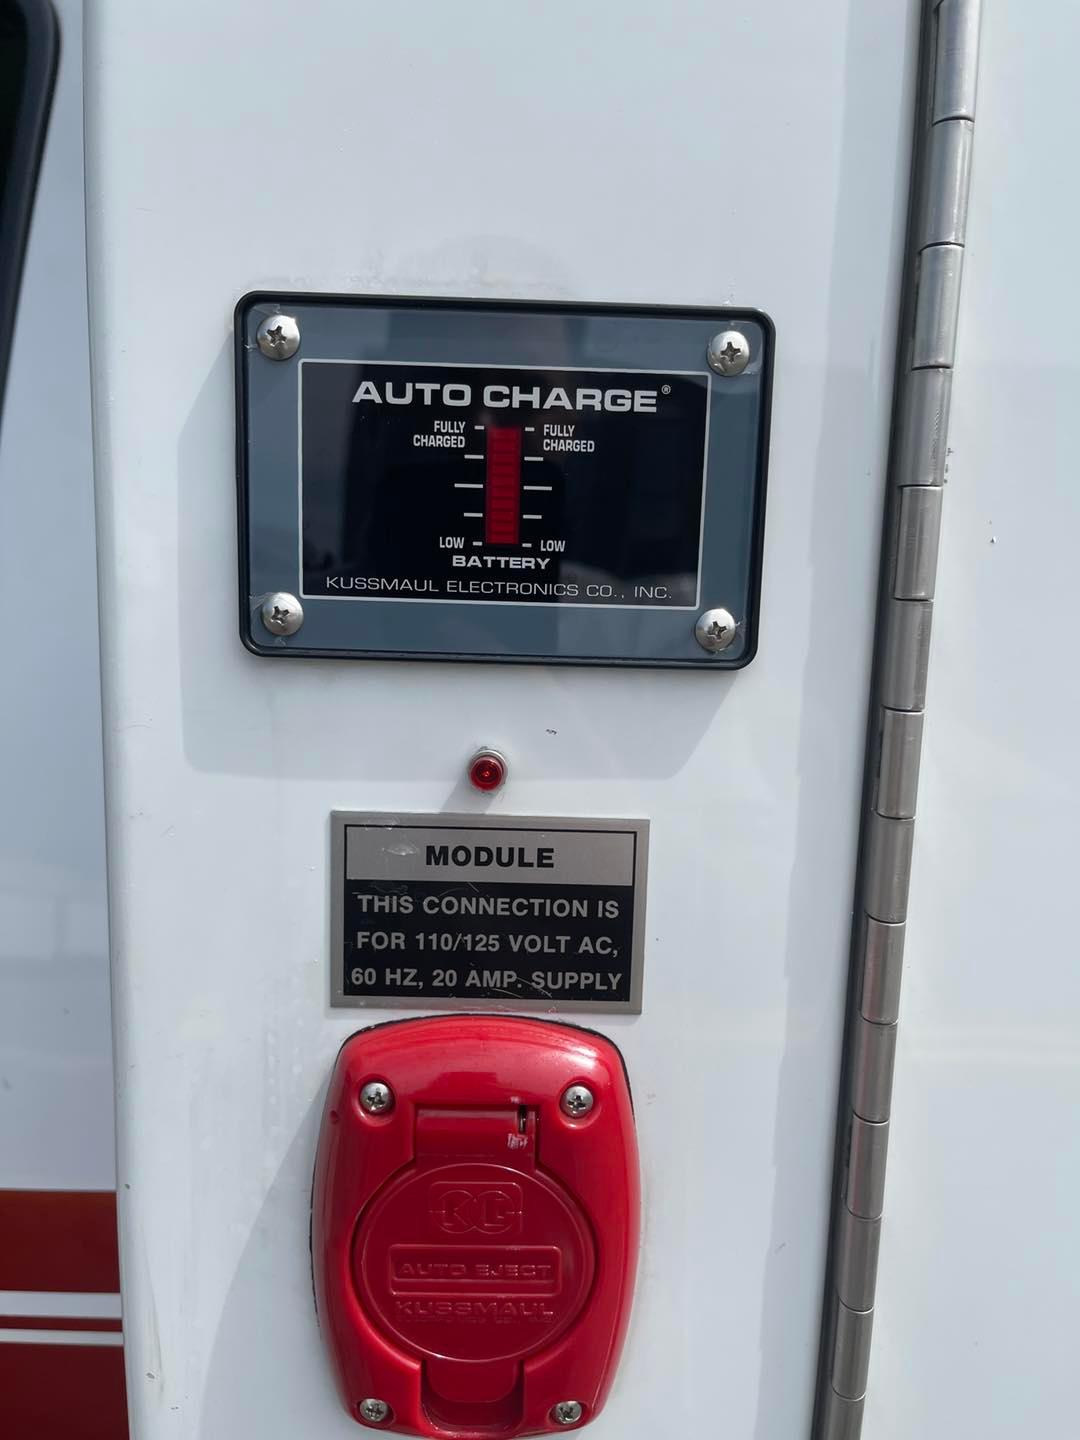 AUTO CHARGE®
FULLY CHARGED
FULLY CHARGED
LOW
LOW
BATTERY
KUSSMAUL ELECTRONICS CO., INC.
MODULE
THIS CONNECTION IS
FOR 110/125 VOLT AC,
60 HZ, 20 AMP. SUPPLY
AUTO EJECT
KUSSMAUL